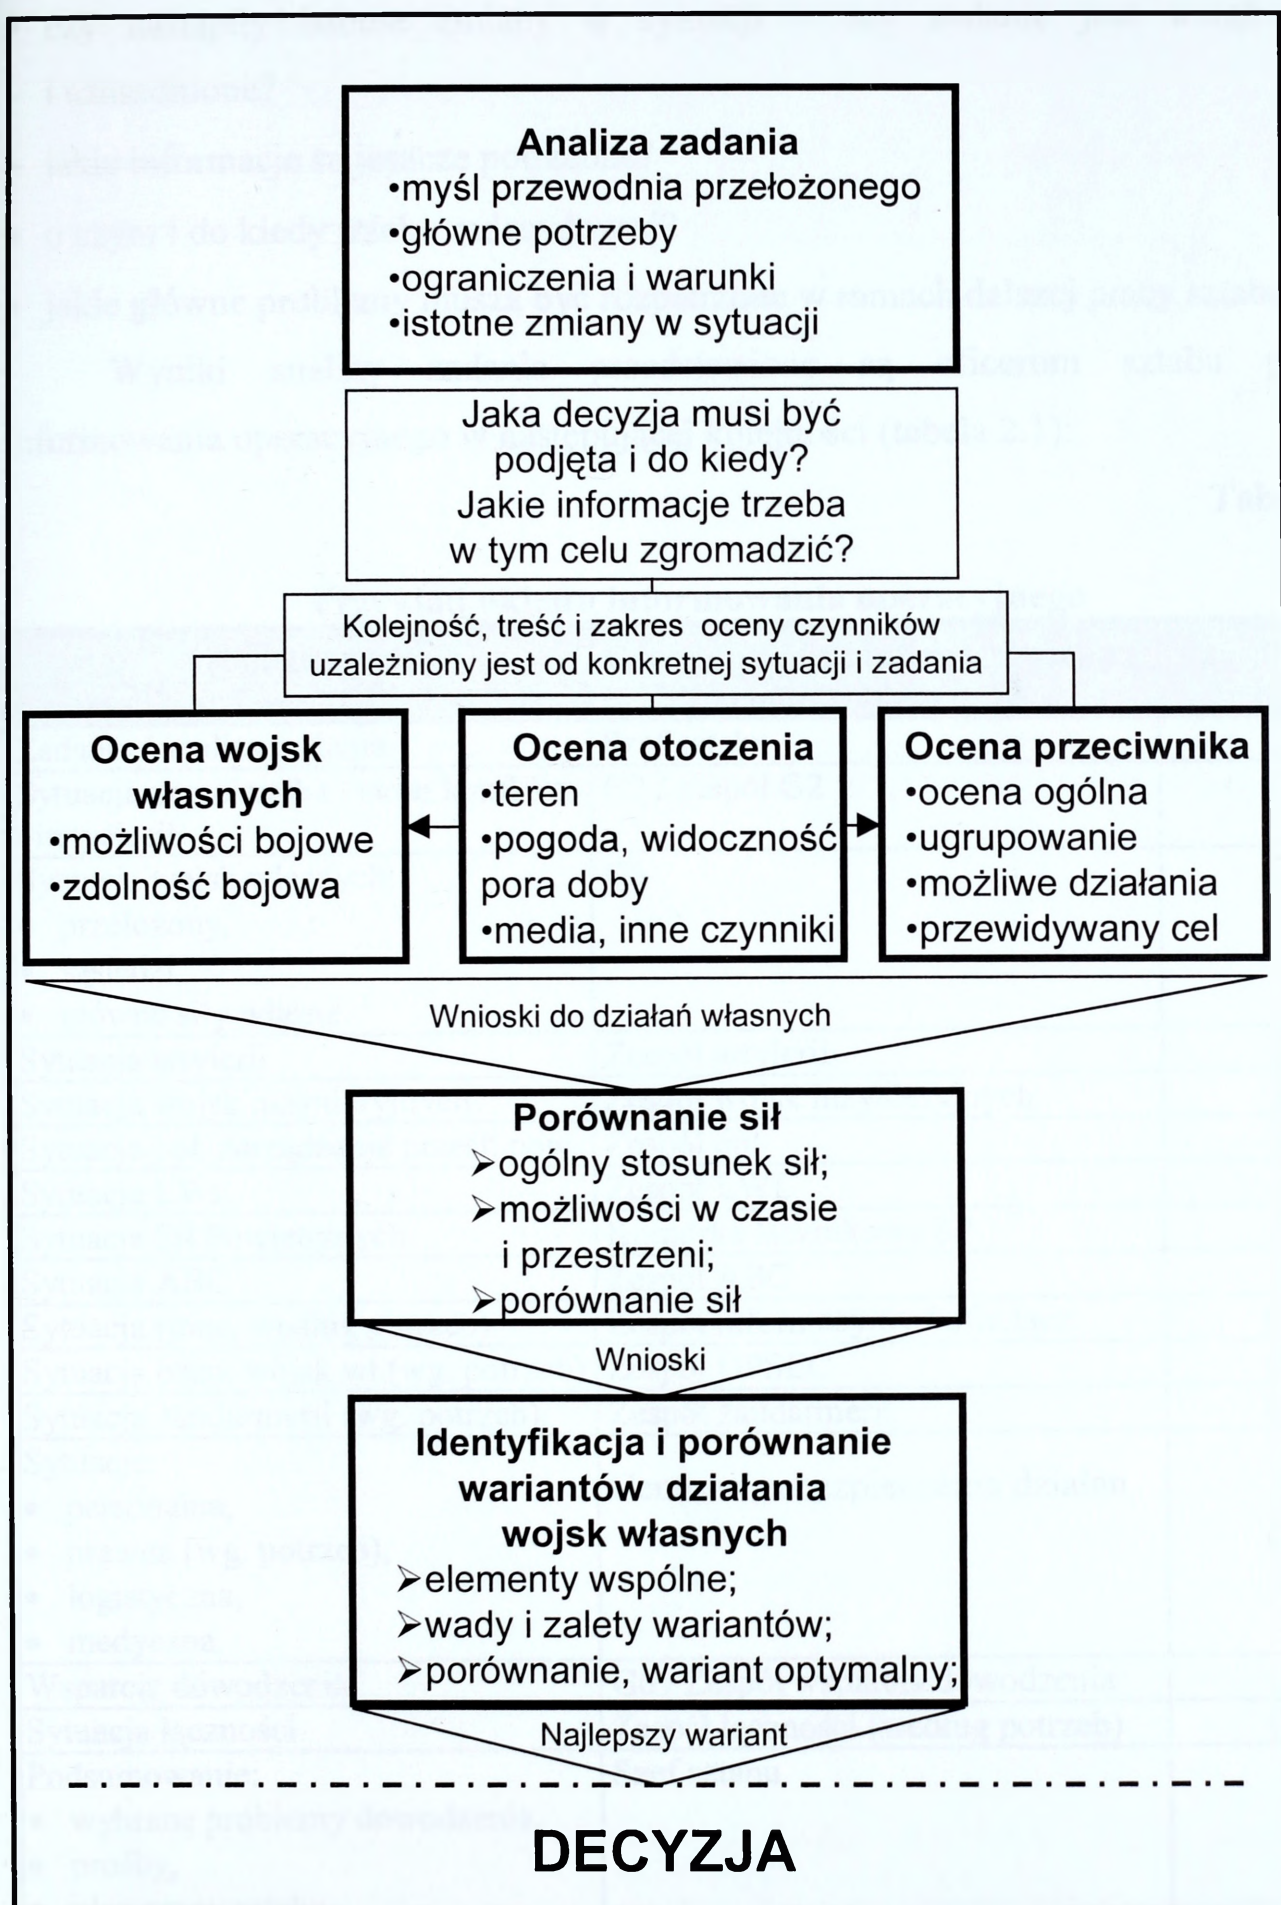 Analiza zadania
•myśl przewodnia przełożonego
•główne potrzeby
•ograniczenia i warunki
•istotne zmiany w sytuacji
Jaka decyzja musi być
podjęta i do kiedy?
Jakie informacje trzeba
w tym celu zgromadzić?
Kolejność, treść i zakres oceny czynników
uzależniony jest od konkretnej sytuacji i zadania
Ocena wojsk
własnych
•możliwości bojowe
•zdolność bojowa
Ocena otoczenia
•teren
•pogoda, widoczność
pora doby
•media, inne czynniki
Ocena przeciwnika
•ocena ogólna
•ugrupowanie
•możliwe działania
•przewidywany cel
Wnioski do działań własnych
Porównanie sił
➢ogólny stosunek sił;
➢możliwości w czasie
i przestrzeni;
➢porównanie sił
Wnioski
Identyfikacja i porównanie
wariantów działania
wojsk własnych
➢elementy wspólne;
➢wady i zalety wariantów;
➢porównanie, wariant optymalny;
Najlepszy wariant
DECYZJA